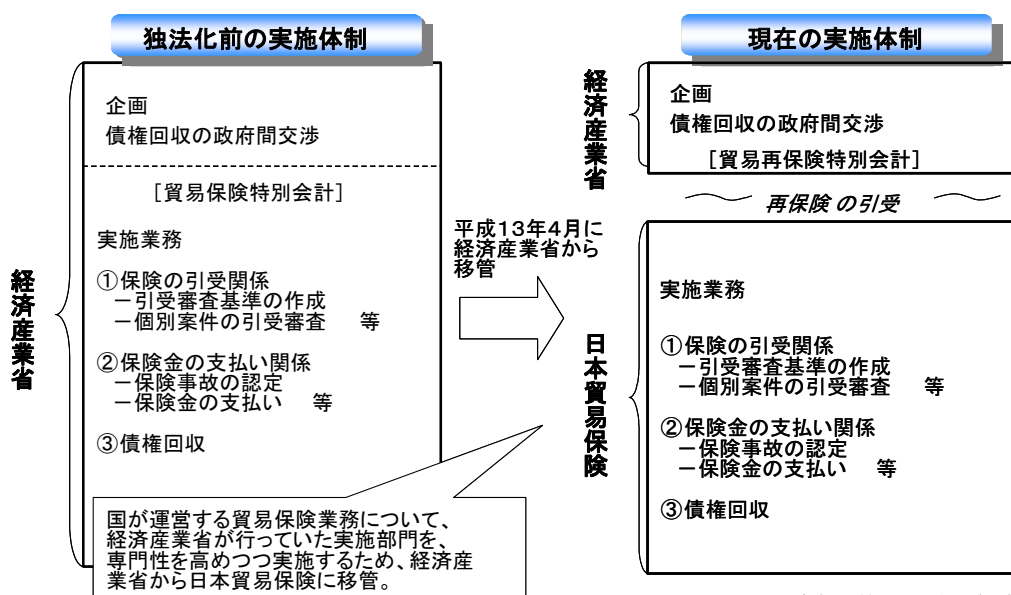 独法化前の実施体制
経済産業省
企画
債権回収の政府間交渉
[貿易保険特別会計]
実施業務
①保険の引受関係
－引受審査基準の作成
－個別案件の引受審査　等
②保険金の支払い関係
－保険事故の認定
－保険金の支払い　等
③債権回収
国が運営する貿易保険業務について、
経済産業省が行っていた実施部門を、
専門性を高めつつ実施するため、経済産
業省から日本貿易保険に移管。
平成13年4月に
経済産業省から
移管
現在の実施体制
経済産業省
企画
債権回収の政府間交渉
[貿易再保険特別会計]
再保険 の引受
日本貿易保険
実施業務
①保険の引受関係
－引受審査基準の作成
－個別案件の引受審査　等
②保険金の支払い関係
－保険事故の認定
－保険金の支払い　等
③債権回収